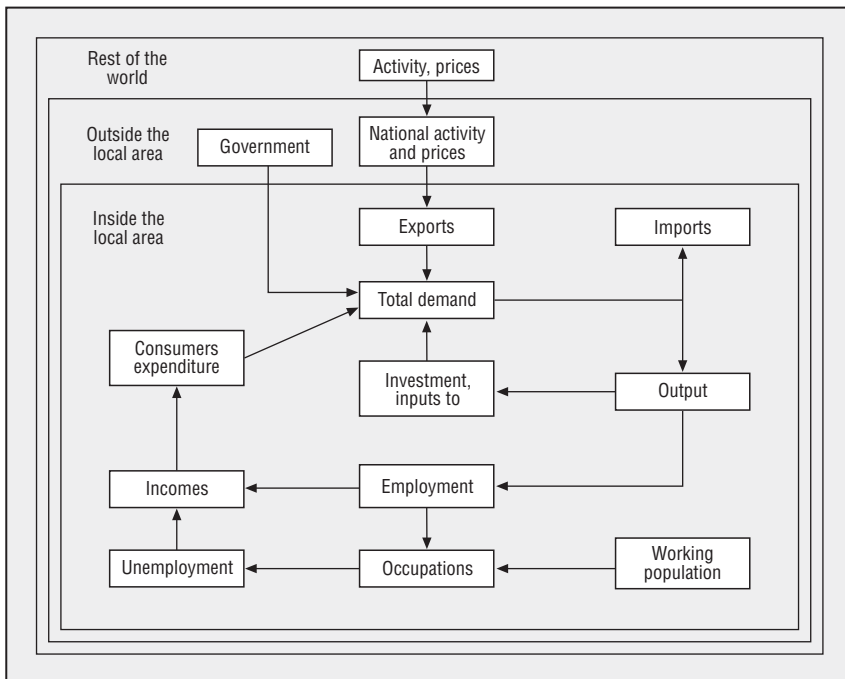 Rest of the
world
Activity, prices
Outside the
local area
Government
National activity
and prices
Inside the
local area
Exports
Imports
Total demand
Consumers
expenditure
Investment,
inputs to
Output
Incomes
Employment
Unemployment
Occupations
Working
population